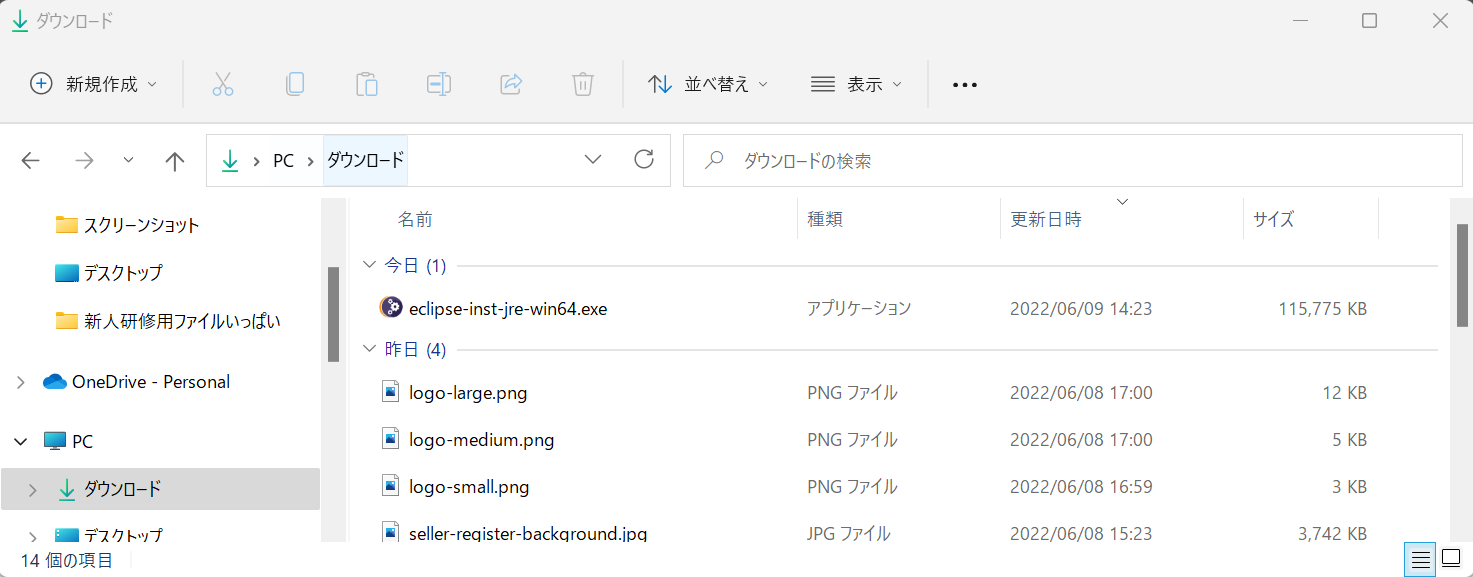 ダウンロード
新規作成
並べ替え
表示
PC
ダウンロード
ダウンロードの検索
スクリーンショット
デスクトップ
新人研修用ファイルいっぱい
OneDrive - Personal
PC
ダウンロード
デスクトップ
名前 種類 更新日時 サイズ
今日 (1)
eclipse-inst-jre-win64.exe アプリケーション 2022/06/09 14:23 115,775 KB
昨日 (4)
logo-large.png PNG ファイル 2022/06/08 17:00 12 KB
logo-medium.png PNG ファイル 2022/06/08 17:00 5 KB
logo-small.png PNG ファイル 2022/06/08 16:59 3 KB
seller-register-background.jpg JPG ファイル 2022/06/08 15:23 3,742 KB
14 個の項目